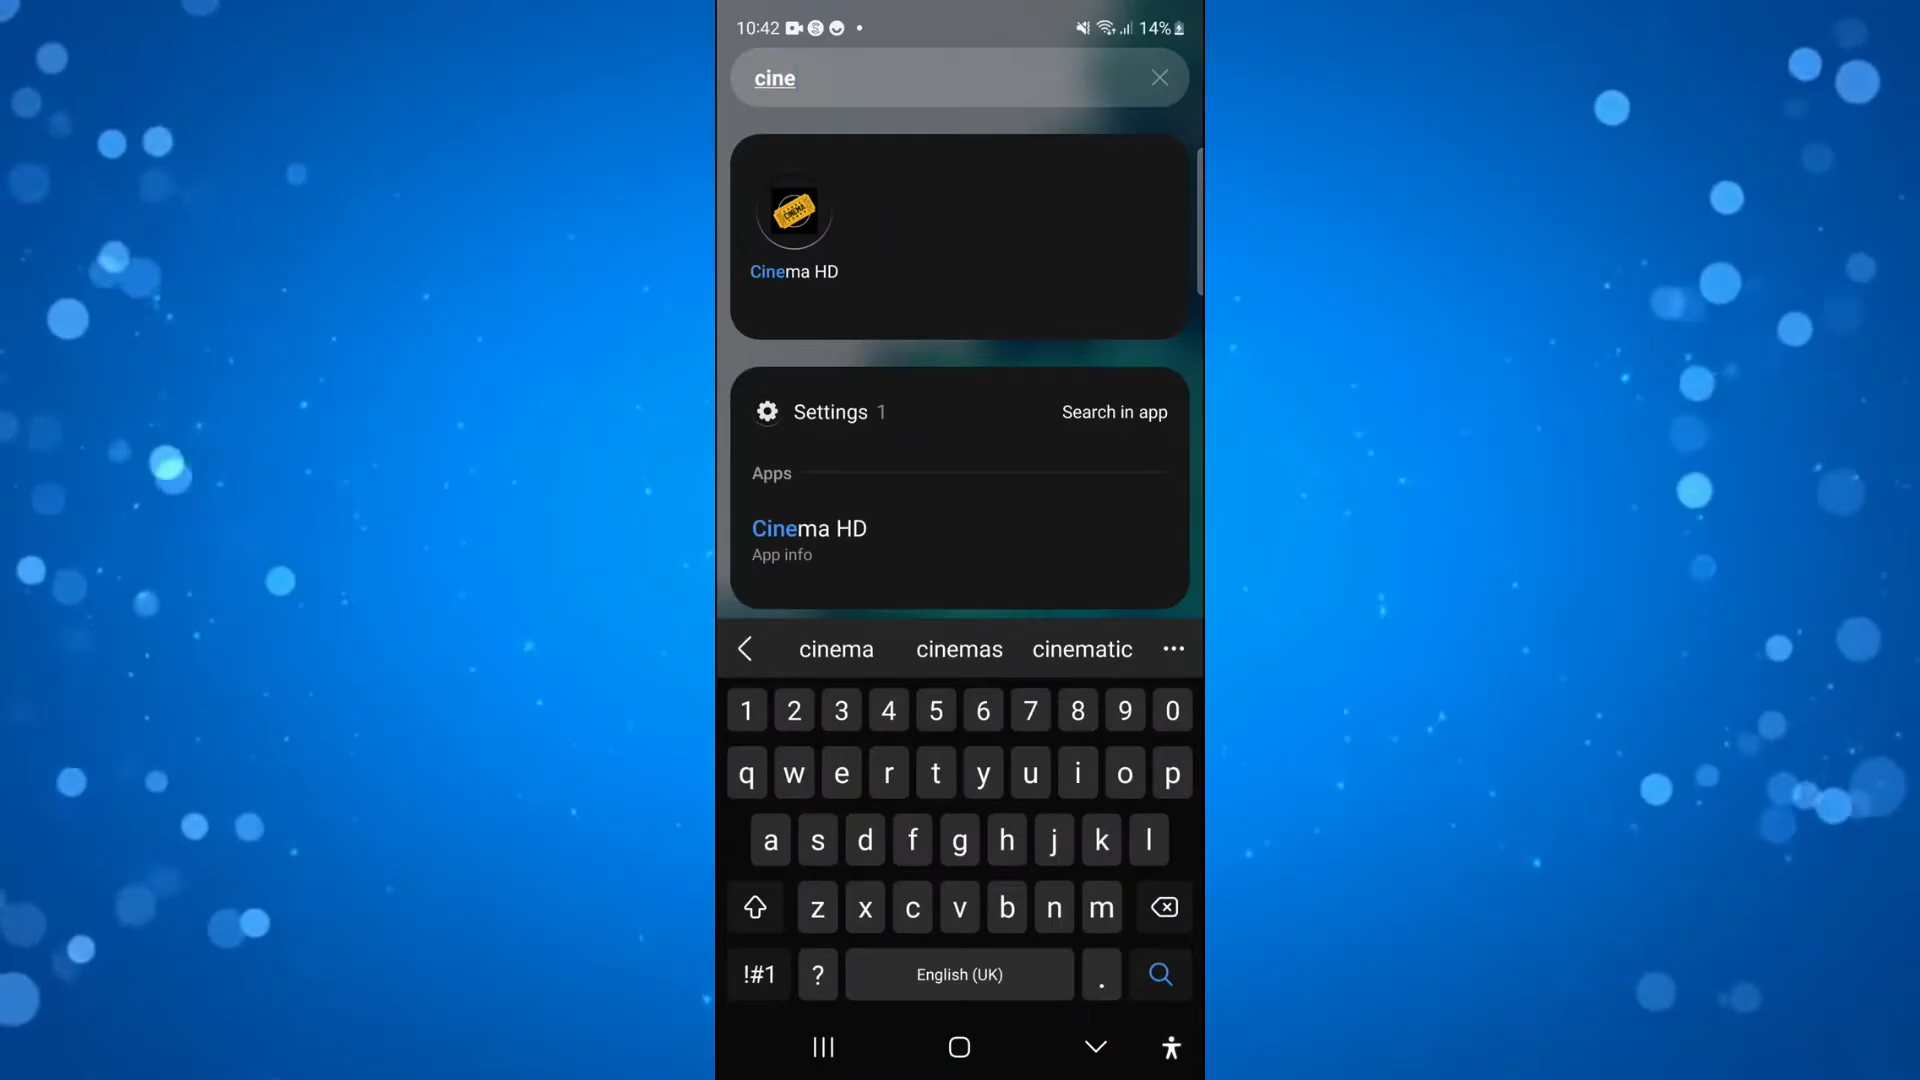 10:42 14%
cine
CINEMA
Cinema HD
Settings 1 Search in app
Apps
Cinema HD
App info
cinema cinemas cinematic
1 2 3 4 5 6 7 8 9 0
q w e r t y u i o p
a s d f g h j k l
z x c v b n m
!#1 ? English (UK) .